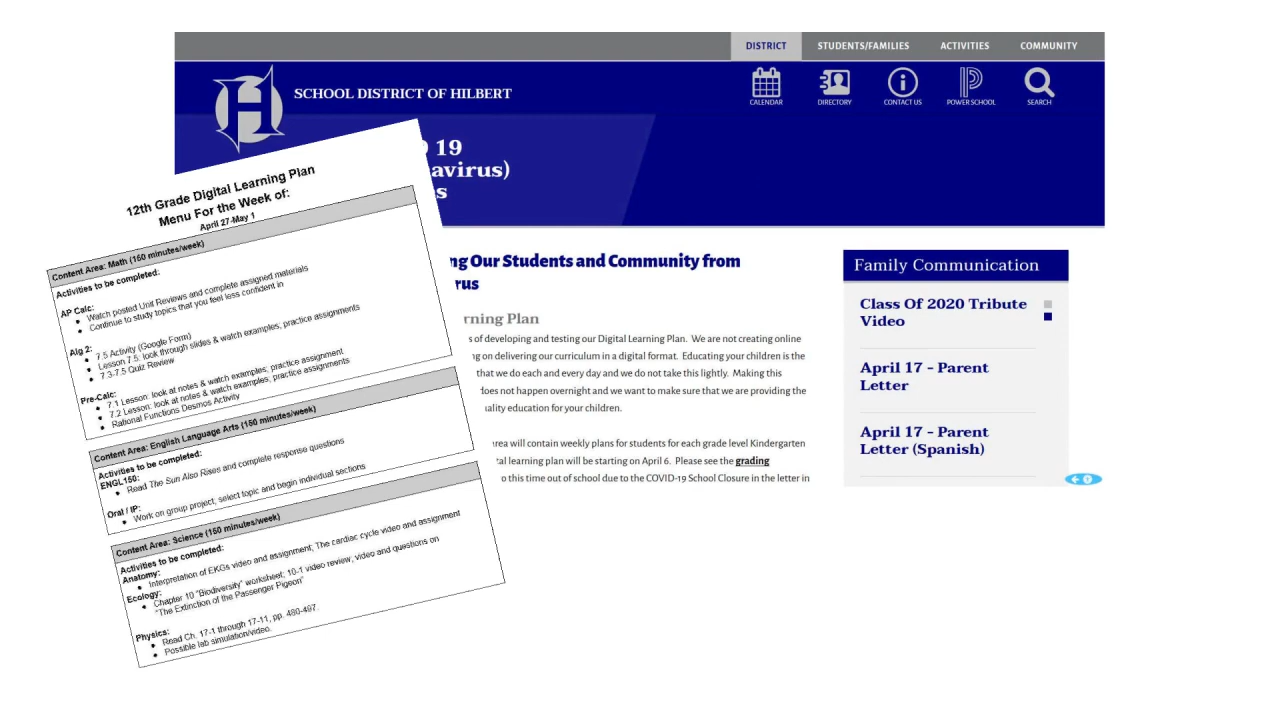 DISTRICT
STUDENTS/FAMILIES
ACTIVITIES
COMMUNITY
SCHOOL DISTRICT OF HILBERT
CALENDAR
DIRECTORY
CONTACT US
POWER SCHOOL
SEARCH
19
avirus)
s
12th Grade Digital Learning Plan
Menu For the Week of:
April 27-May 1
Content Area: Math (150 minutes/week)
Activities to be completed:
AP Calc:
• Watch posted Unit Reviews and complete assigned materials
• Continue to study topics that you feel less confident in
Alg 2:
• 7.5 Activity (Google Form)
• Lesson 7.5: look through slides & watch examples; practice assignments
• 7.3-7.5 Quiz Review
Pre-Calc:
• 7.1 Lesson: look at notes & watch examples; practice assignment
• 7.2 Lesson: look at notes & watch examples; practice assignments
• Rational Functions Desmos Activity
Content Area: English Language Arts (150 minutes/week)
Activities to be completed:
ENGL150:
• Read The Sun Also Rises and complete response questions
Oral / IP:
• Work on group project; select topic and begin individual sections
Content Area: Science (150 minutes/week)
Activities to be completed:
Anatomy:
• Interpretation of EKGs video and assignment; The cardiac cycle video and assignment
Ecology:
• Chapter 10 "Biodiversity" worksheet; 10-1 video review; video and questions on
"The Extinction of the Passenger Pigeon"
Physics:
• Read Ch. 17-1 through 17-11, pp. 480-497.
• Possible lab simulation/video.
ng Our Students and Community from
rus
rning Plan
s of developing and testing our Digital Learning Plan. We are not creating online
ng on delivering our curriculum in a digital format. Educating your children is the
that we do each and every day and we do not take this lightly. Making this
does not happen overnight and we want to make sure that we are providing the
uality education for your children.
rea will contain weekly plans for students for each grade level Kindergarten
tal learning plan will be starting on April 6. Please see the grading
o this time out of school due to the COVID-19 School Closure in the letter in
Family Communication
Class Of 2020 Tribute
Video
April 17 - Parent
Letter
April 17 - Parent
Letter (Spanish)